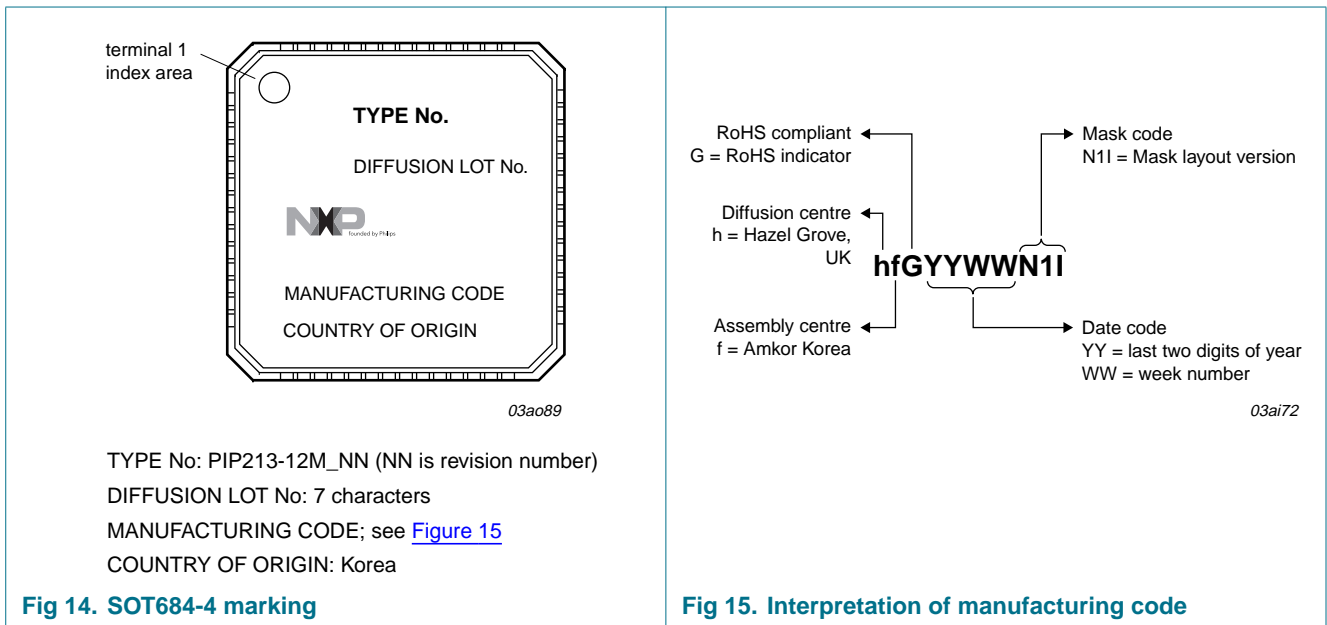 terminal 1
index area
TYPE No.
DIFFUSION LOT No.
NXP
founded by Philips
MANUFACTURING CODE
COUNTRY OF ORIGIN
03ao89
TYPE No: PIP213-12M_NN (NN is revision number)
DIFFUSION LOT No: 7 characters
MANUFACTURING CODE; see Figure 15
COUNTRY OF ORIGIN: Korea
Fig 14. SOT684-4 marking
RoHS compliant
G = RoHS indicator
Mask code
N1I = Mask layout version
Diffusion centre
h = Hazel Grove,
UK
hfGYYWWN1I
Assembly centre
f = Amkor Korea
Date code
YY = last two digits of year
WW = week number
03ai72
Fig 15. Interpretation of manufacturing code